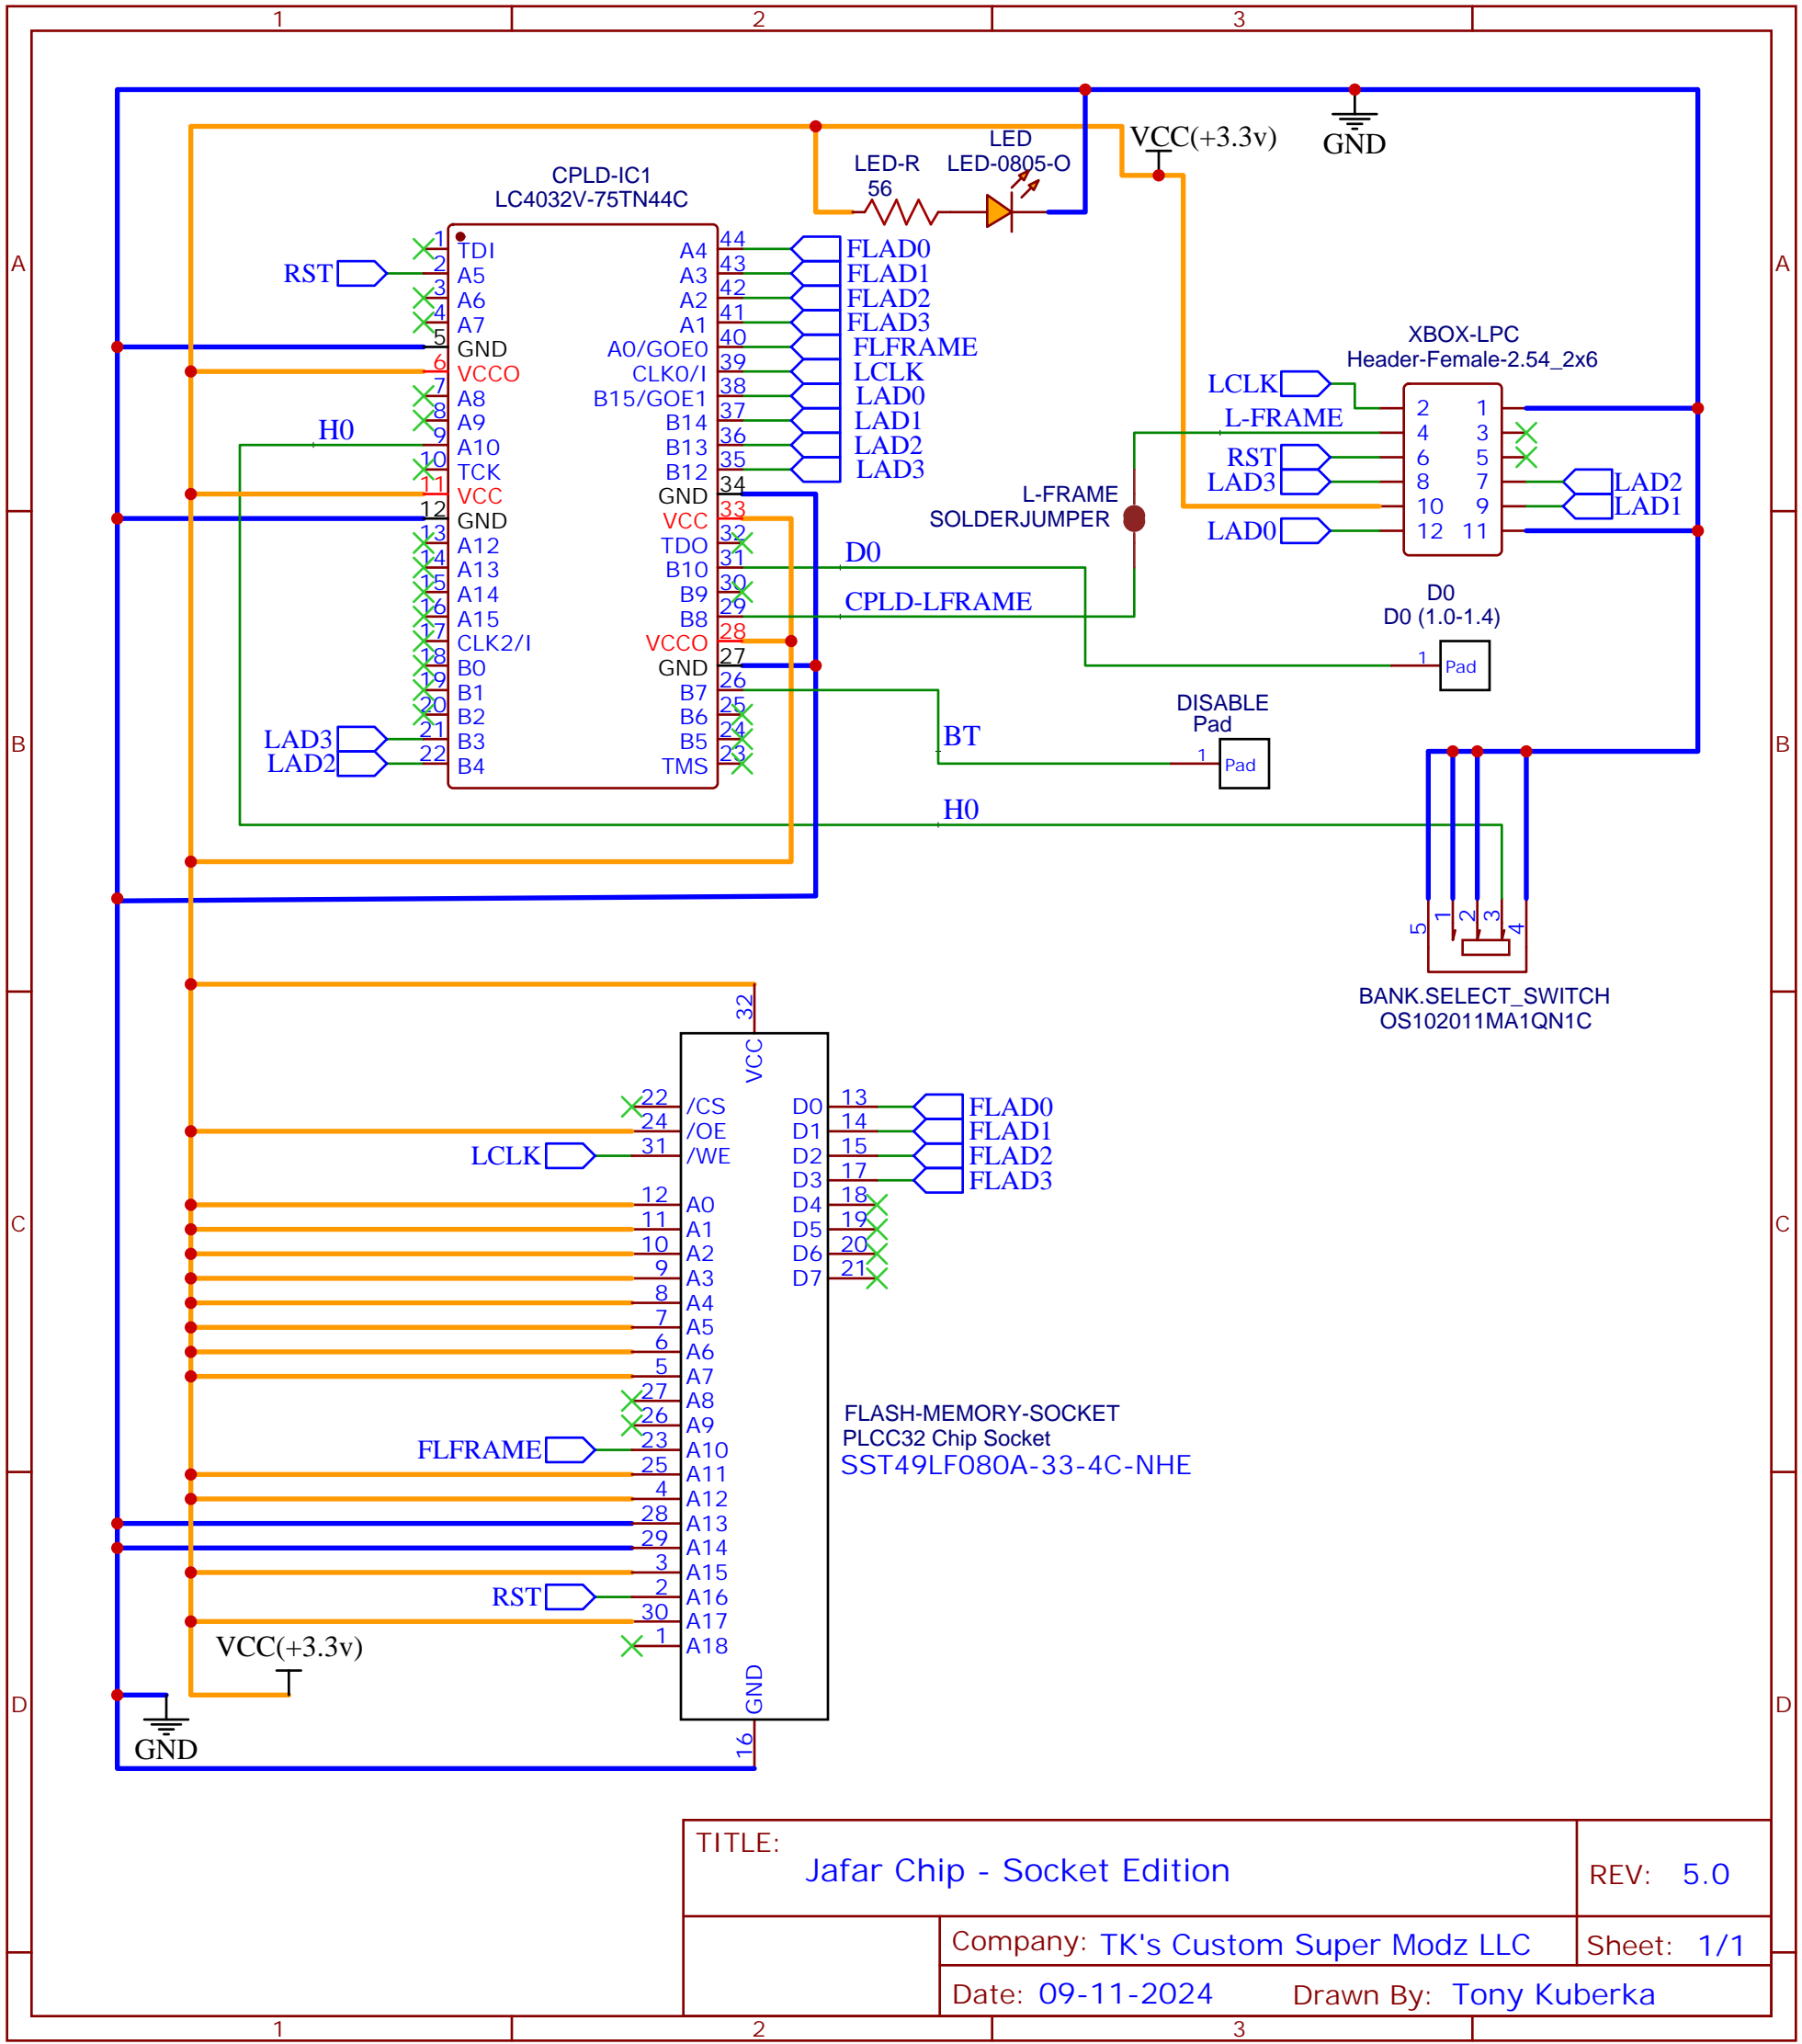 1 2 3
A A
B B
C C
D D
GND
VCC(+3.3v)
LED
LED-0805-O
LED-R
56
CPLD-IC1
LC4032V-75TN44C
1 TDI
RST 2 A5
3 A6
4 A7
5 GND
6 VCCO
7 A8
8 A9
H0 9 A10
10 TCK
11 VCC
12 GND
13 A12
14 A13
15 A14
16 A15
17 CLK2/I
18 B0
19 B1
20 B2
LAD3 21 B3
LAD2 22 B4
A4 44 FLAD0
A3 43 FLAD1
A2 42 FLAD2
A1 41 FLAD3
A0/GOE0 40 FLFRAME
CLK0/I 39 LCLK
B15/GOE1 38 LAD0
B14 37 LAD1
B13 36 LAD2
B12 35 LAD3
GND 34
VCC 33
TDO 32
B10 31 D0
B9 30
B8 29 CPLD-LFRAME
VCCO 28
GND 27
B7 26
B6 25
B5 24
TMS 23
BT
H0
L-FRAME
SOLDERJUMPER
XBOX-LPC
Header-Female-2.54_2x6
LCLK 2 1
L-FRAME 4 3
RST 6 5
LAD3 8 7 LAD2
10 9 LAD1
LAD0 12 11
D0
D0 (1.0-1.4)
1 Pad
DISABLE
Pad
1 Pad
5 1 2 3 4
BANK.SELECT_SWITCH
OS102011MA1QN1C
32
VCC
22 /CS
24 /OE
LCLK 31 /WE
12 A0
11 A1
10 A2
9 A3
8 A4
7 A5
6 A6
5 A7
27 A8
26 A9
FLFRAME 23 A10
25 A11
4 A12
28 A13
29 A14
3 A15
RST 2 A16
30 A17
1 A18
D0 13 FLAD0
D1 14 FLAD1
D2 15 FLAD2
D3 17 FLAD3
D4 18
D5 19
D6 20
D7 21
GND
16
FLASH-MEMORY-SOCKET
PLCC32 Chip Socket
SST49LF080A-33-4C-NHE
VCC(+3.3v)
GND
TITLE:
Jafar Chip - Socket Edition
REV: 5.0
Company: TK's Custom Super Modz LLC
Sheet: 1/1
Date: 09-11-2024
Drawn By: Tony Kuberka
1 2 3